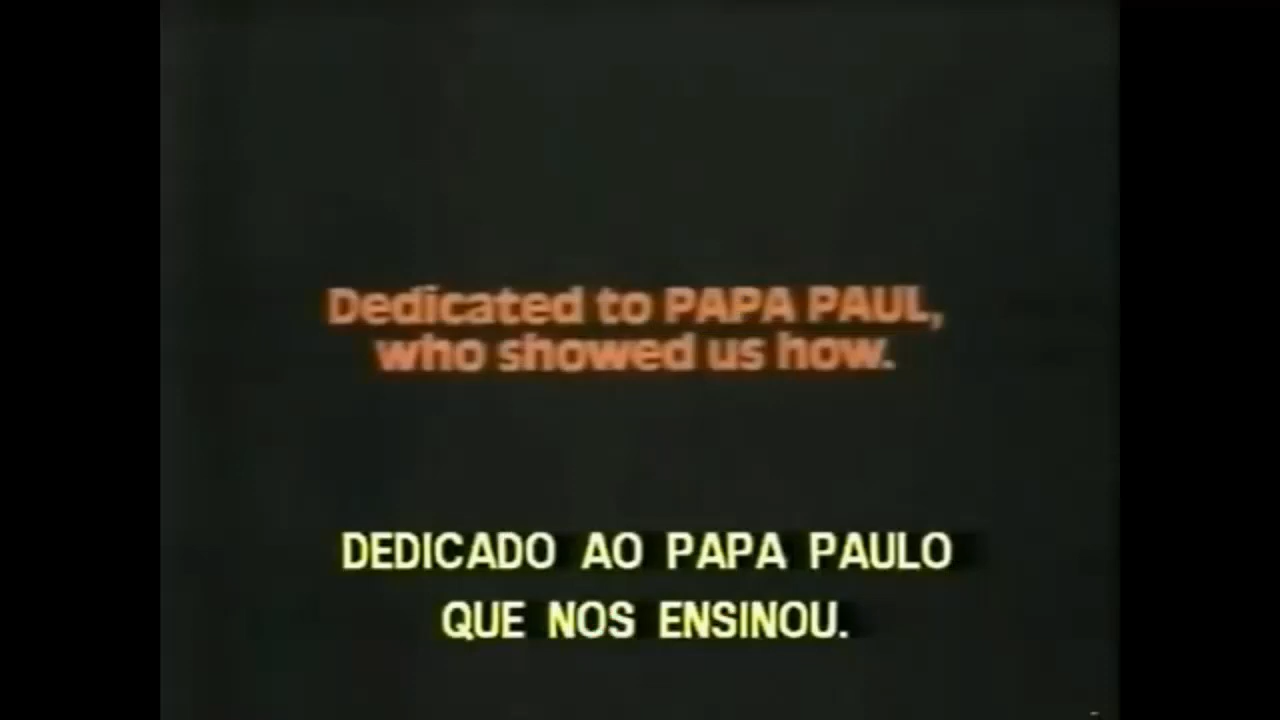 Dedicated to PAPA PAUL,
who showed us how.
DEDICADO AO PAPA PAULO
QUE NOS ENSINOU.